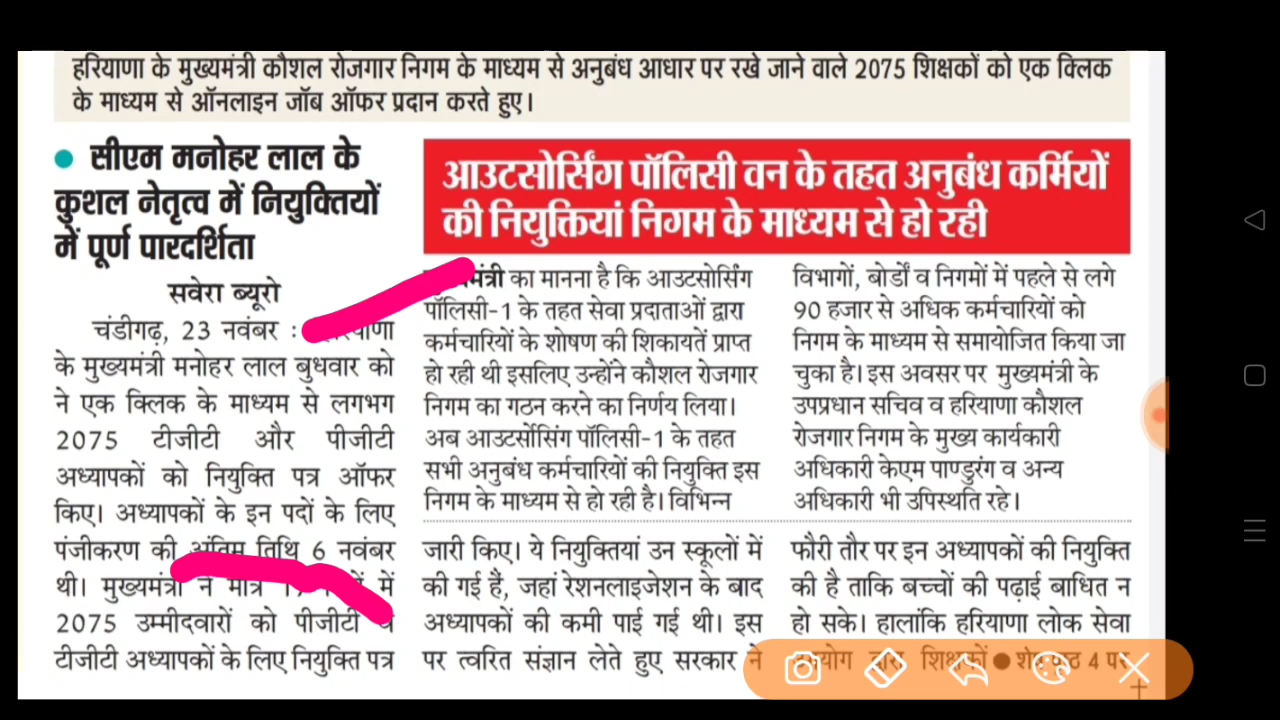 हरियाणा के मुख्यमंत्री कौशल रोजगार निगम के माध्यम से अनुबंध आधार पर रखे जाने वाले 2075 शिक्षकों को एक क्लिक
के माध्यम से ऑनलाइन जॉब ऑफर प्रदान करते हुए।
● सीएम मनोहर लाल के
कुशल नेतृत्व में नियुक्तियों
में पूर्ण पारदर्शिता
सवेरा ब्यूरो
चंडीगढ़, 23 नवंबर :
के मुख्यमंत्री मनोहर लाल बुधवार को
ने एक क्लिक के माध्यम से लगभग
2075 टीजीटी और पीजीटी
अध्यापकों को नियुक्ति पत्र ऑफर
किए। अध्यापकों के इन पदों के लिए
पंजीकरण की अंतिम तिथि 6 नवंबर
थी। मुख्यमंत्री ने मात्र में
2075 उम्मीदवारों को पीजीटी
टीजीटी अध्यापकों के लिए नियुक्ति पत्र
आउटसोर्सिंग पॉलिसी वन के तहत अनुबंध कर्मियों
की नियुक्तियां निगम के माध्यम से हो रही
का मानना है कि आउटसोर्सिंग
पॉलिसी-1 के तहत सेवा प्रदाताओं द्वारा
कर्मचारियों के शोषण की शिकायतें प्राप्त
हो रही थी इसलिए उन्होंने कौशल रोजगार
निगम का गठन करने का निर्णय लिया।
अब आउटर्सोसिंग पॉलिसी-1 के तहत
सभी अनुबंध कर्मचारियों की नियुक्ति इस
निगम के माध्यम से हो रही है। विभिन्न
विभागों, बोर्डों व निगमों में पहले से लगे
90 हजार से अधिक कर्मचारियों को
निगम के माध्यम से समायोजित किया जा
चुका है। इस अवसर पर मुख्यमंत्री के
उपप्रधान सचिव व हरियाणा कौशल
रोजगार निगम के मुख्य कार्यकारी
अधिकारी केएम पाण्डुरंग व अन्य
अधिकारी भी उपिस्थति रहे।
जारी किए। ये नियुक्तियां उन स्कूलों में
की गई हैं, जहां रेशनलाइजेशन के बाद
अध्यापकों की कमी पाई गई थी। इस
पर त्वरित संज्ञान लेते हुए सरकार ने
फौरी तौर पर इन अध्यापकों की नियुक्ति
की है ताकि बच्चों की पढ़ाई बाधित न
हो सके। हालांकि हरियाणा लोक सेवा
द्वारा शिक्षकों ● शेष पृष्ठ 4 पर